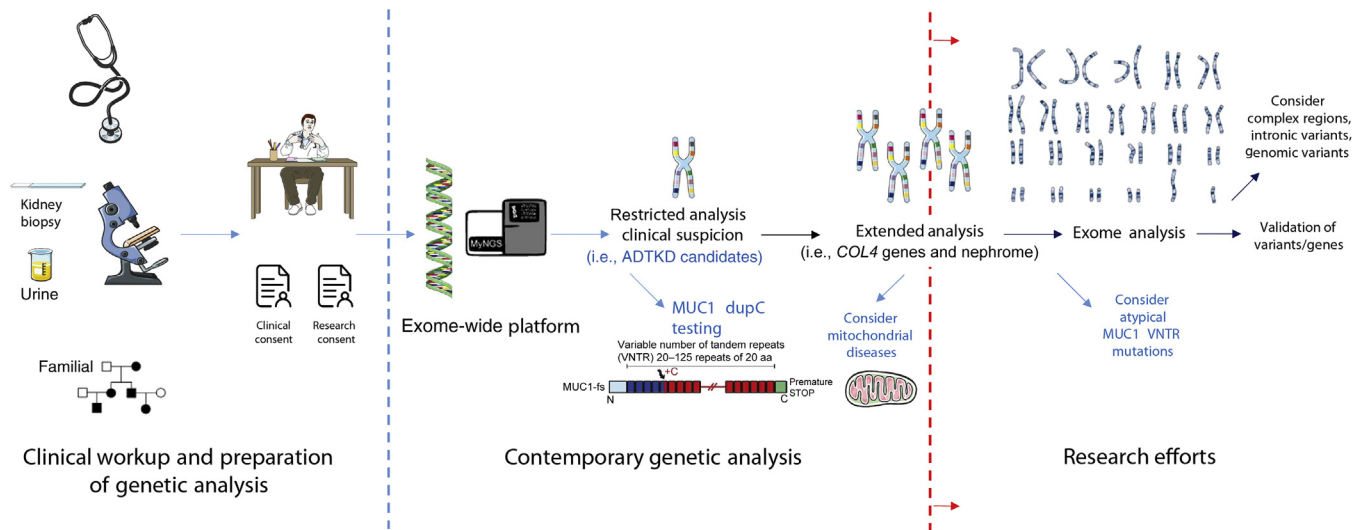 Kidney
biopsy
Urine
Familial
Clinical
consent
Research
consent
Clinical workup and preparation
of genetic analysis
MyNGS
Exome-wide platform
Restricted analysis
clinical suspicion
(i.e., ADTKD candidates)
MUC1 dupC
testing
Variable number of tandem repeats
(VNTR) 20–125 repeats of 20 aa
+C
MUC1-fs
N
C
Premature
STOP
Extended analysis
(i.e., COL4 genes and nephrome)
Consider
mitochondrial
diseases
Contemporary genetic analysis
Exome analysis
Consider
complex regions,
intronic variants,
genomic variants
Validation of
variants/genes
Consider
atypical
MUC1 VNTR
mutations
Research efforts